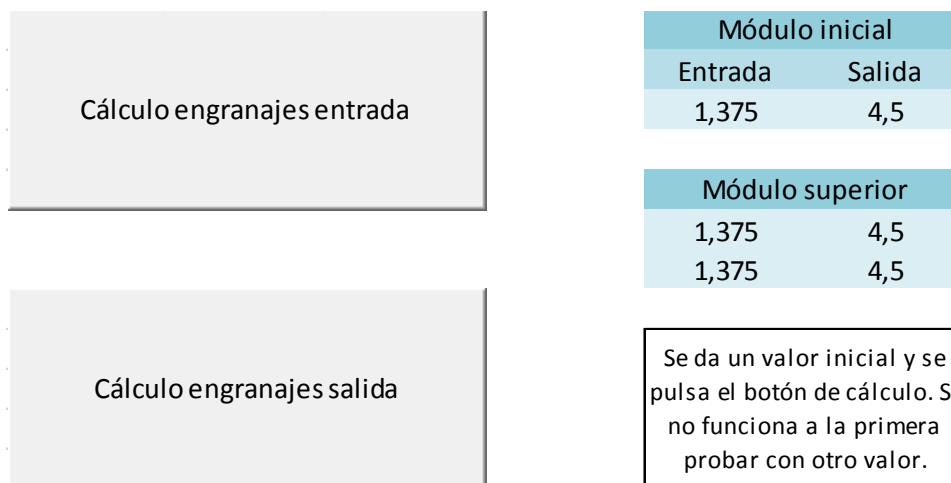 Cálculo engranajes entrada
Módulo inicial
Entrada Salida
1,375 4,5
Módulo superior
1,375 4,5
1,375 4,5
Cálculo engranajes salida
Se da un valor inicial y se
pulsa el botón de cálculo. S
no funciona a la primera
probar con otro valor.